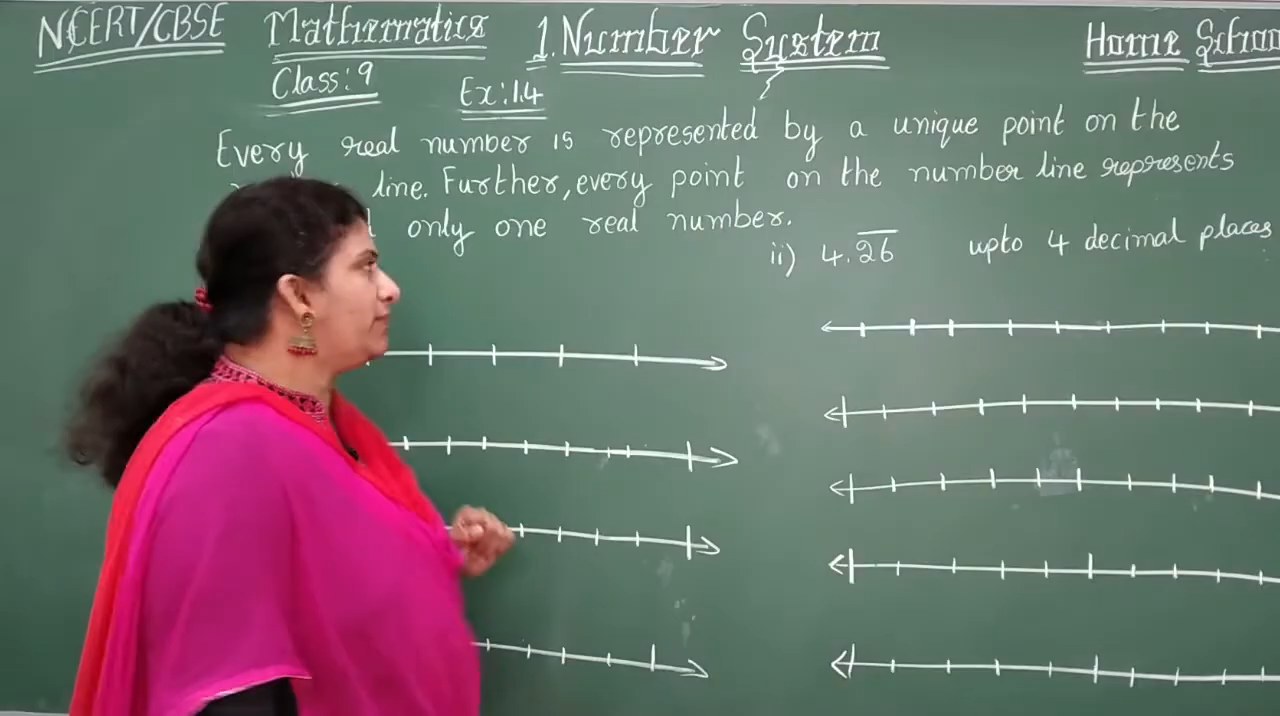 NCERT/CBSE Mathematics 1. Number System Home Schoo
Class: 9 Ex: 1.4
Every real number is represented by a unique point on the
line. Further, every point on the number line represents
only one real number.
ii) 4.2̅6̅ upto 4 decimal places